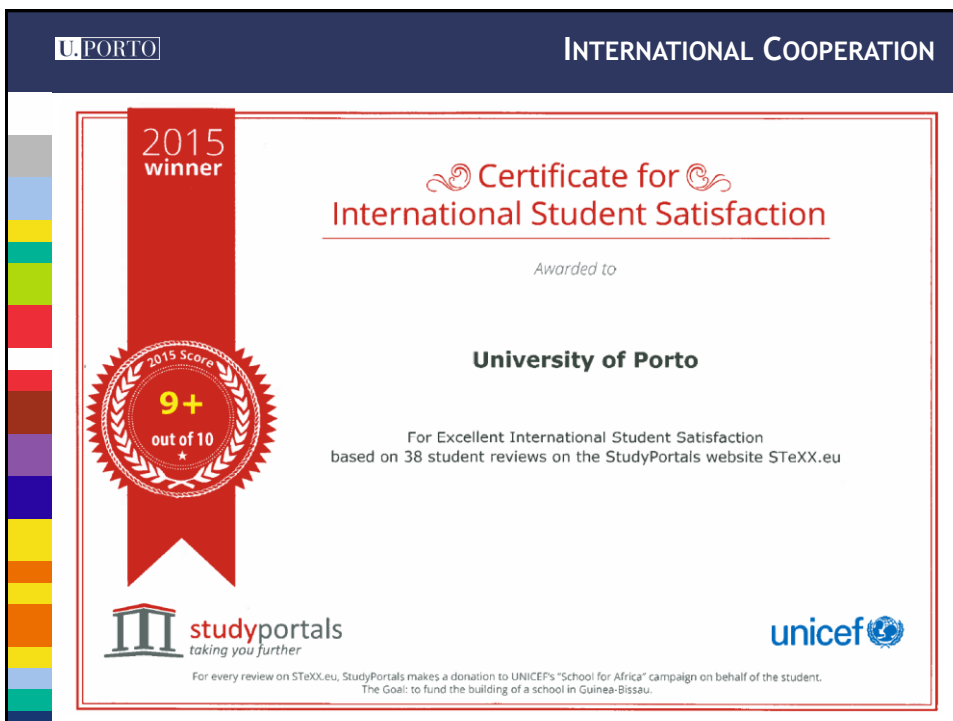 U.PORTO
INTERNATIONAL COOPERATION
2015
winner
Certificate for
International Student Satisfaction
Awarded to
University of Porto
2015 Score
9+
out of 10
For Excellent International Student Satisfaction
based on 38 student reviews on the StudyPortals website STeXX.eu
studyportals
taking you further
unicef
For every review on STeXX.eu, StudyPortals makes a donation to UNICEF's "School for Africa" campaign on behalf of the student.
The Goal: to fund the building of a school in Guinea-Bissau.